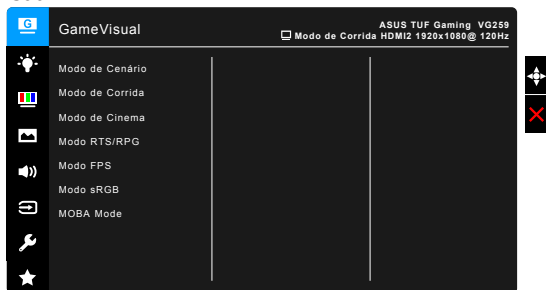 G
GameVisual
ASUS TUF Gaming VG259
Modo de Corrida HDMI2 1920x1080@ 120Hz
Modo de Cenário
Modo de Corrida
Modo de Cinema
Modo RTS/RPG
Modo FPS
Modo sRGB
MOBA Mode